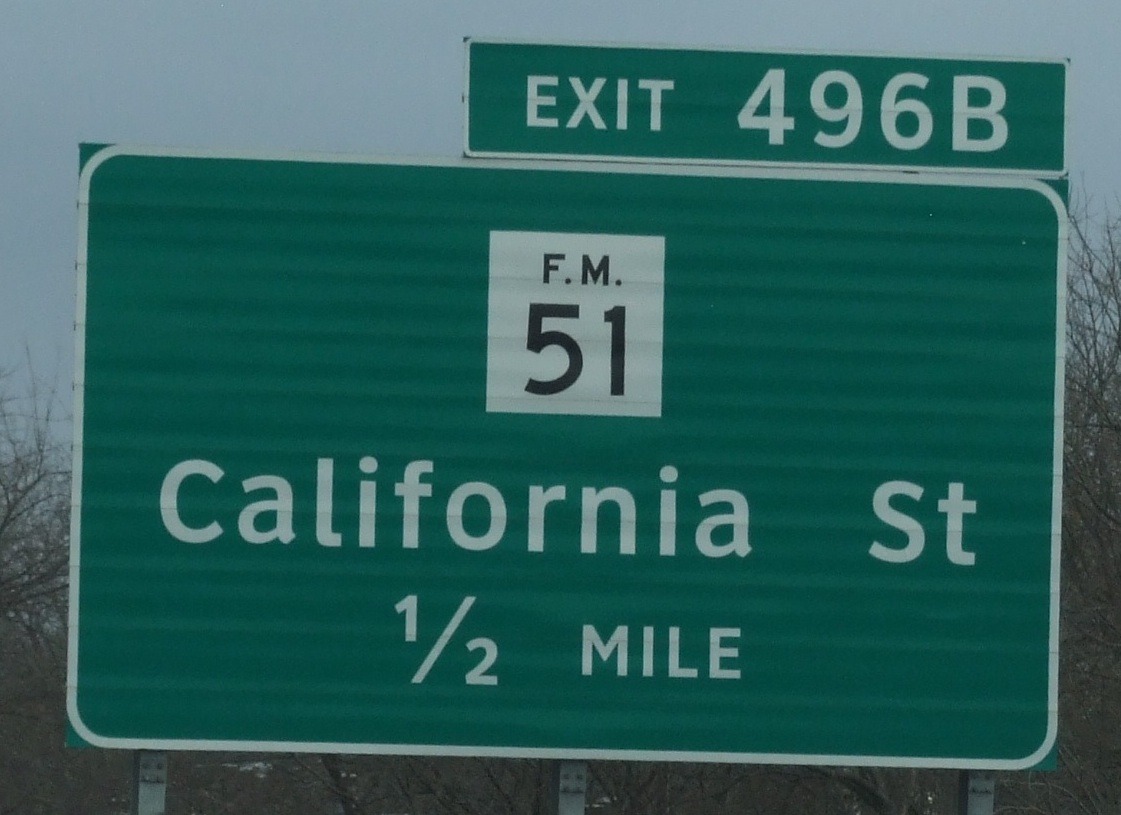 EXIT 496B
F.M.
51
California St
½ MILE